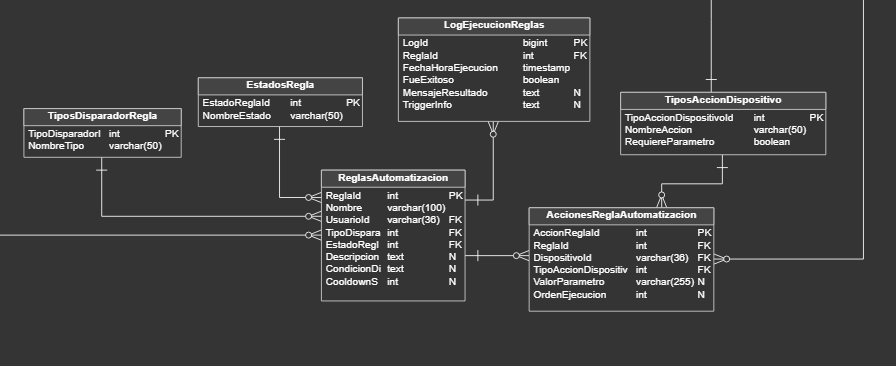 LogEjecucionReglas
LogId bigint PK
ReglaId int FK
FechaHoraEjecucion timestamp
FueExitoso boolean
MensajeResultado text N
TriggerInfo text N
EstadosRegla
EstadoReglaId int PK
NombreEstado varchar(50)
TiposDisparadorRegla
TipoDisparadorI int PK
NombreTipo varchar(50)
TiposAccionDispositivo
TipoAccionDispositivoId int PK
NombreAccion varchar(50)
RequiereParametro boolean
ReglasAutomatizacion
ReglaId int PK
Nombre varchar(100)
UsuarioId varchar(36) FK
TipoDispara int FK
EstadoRegl int FK
Descripcion text N
CondicionDi text N
CooldownS int N
AccionesReglaAutomatizacion
AccionReglaId int PK
ReglaId int FK
DispositivoId varchar(36) FK
TipoAccionDispositiv int FK
ValorParametro varchar(255) N
OrdenEjecucion int N